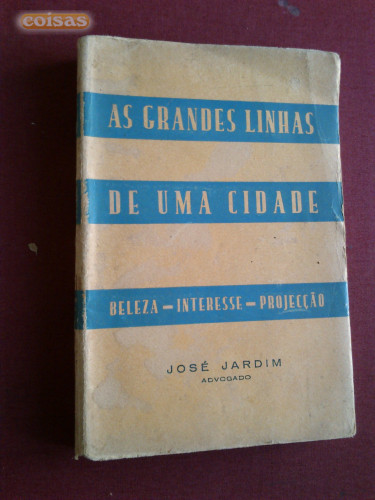 coisas
AS GRANDES LINHAS
DE UMA CIDADE
BELEZA - INTERESSE - PROJECÇÃO
JOSÉ JARDIM
ADVOGADO